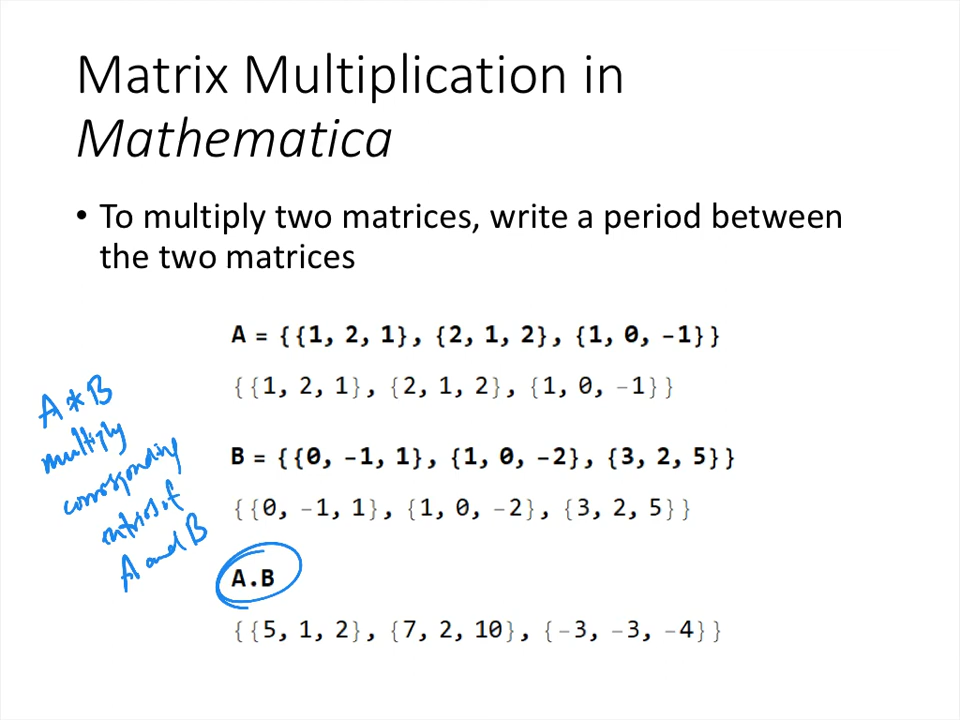 Matrix Multiplication in
Mathematica
• To multiply two matrices, write a period between
the two matrices
A = {{1, 2, 1}, {2, 1, 2}, {1, 0, -1}}
{{1, 2, 1}, {2, 1, 2}, {1, 0, -1}}
B = {{0, -1, 1}, {1, 0, -2}, {3, 2, 5}}
{{0, -1, 1}, {1, 0, -2}, {3, 2, 5}}
A.B
{{5, 1, 2}, {7, 2, 10}, {-3, -3, -4}}
A * B
multiply
corresponding
entries of
A and B